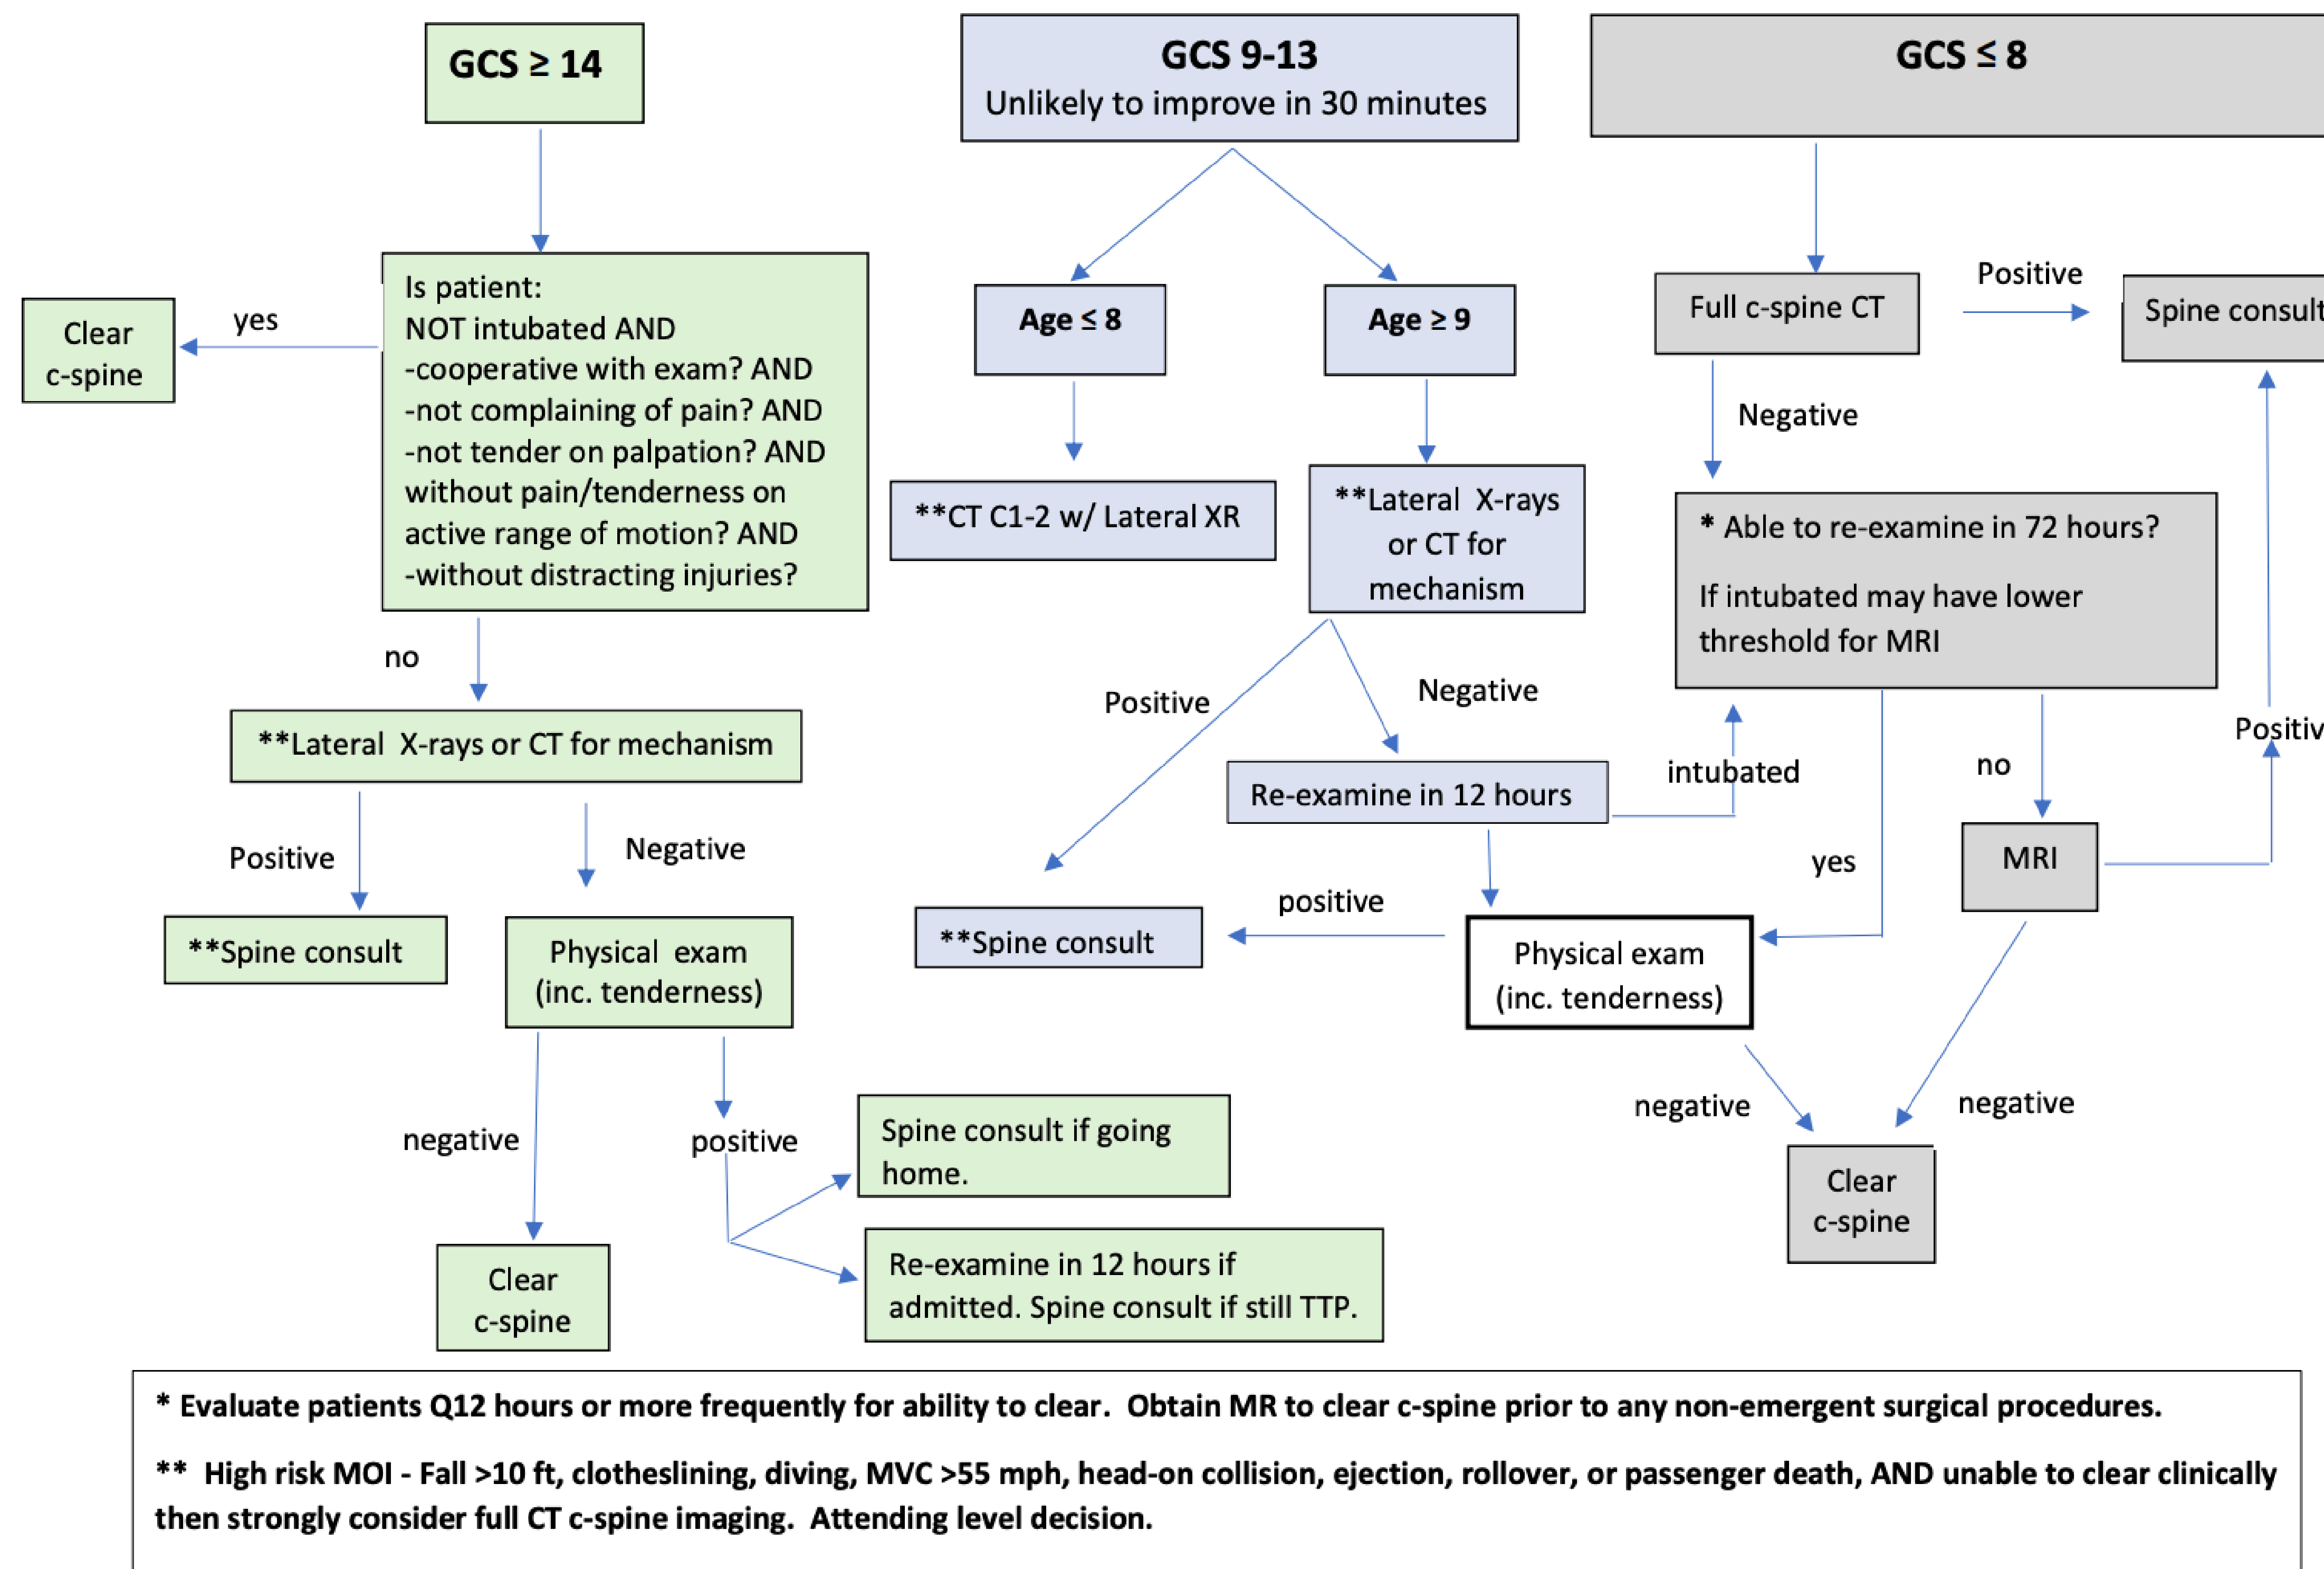 GCS ≥ 14
GCS 9-13
Unlikely to improve in 30 minutes
GCS ≤ 8
Is patient:
NOT intubated AND
-cooperative with exam? AND
-not complaining of pain? AND
-not tender on palpation? AND
without pain/tenderness on
active range of motion? AND
-without distracting injuries?
yes
Clear
c-spine
no
**Lateral X-rays or CT for mechanism
Positive
Negative
**Spine consult
Physical exam
(inc. tenderness)
negative
positive
Clear
c-spine
Spine consult if going
home.
Re-examine in 12 hours if
admitted. Spine consult if still TTP.
Age ≤ 8
Age ≥ 9
**CT C1-2 w/ Lateral XR
**Lateral X-rays
or CT for
mechanism
Positive
Negative
Re-examine in 12 hours
intubated
positive
**Spine consult
Physical exam
(inc. tenderness)
Full c-spine CT
Positive
Spine consult
Negative
* Able to re-examine in 72 hours?
If intubated may have lower
threshold for MRI
yes
no
Positiv
MRI
negative
negative
Clear
c-spine
* Evaluate patients Q12 hours or more frequently for ability to clear. Obtain MR to clear c-spine prior to any non-emergent surgical procedures.
** High risk MOI - Fall >10 ft, clotheslining, diving, MVC >55 mph, head-on collision, ejection, rollover, or passenger death, AND unable to clear clinically
then strongly consider full CT c-spine imaging. Attending level decision.